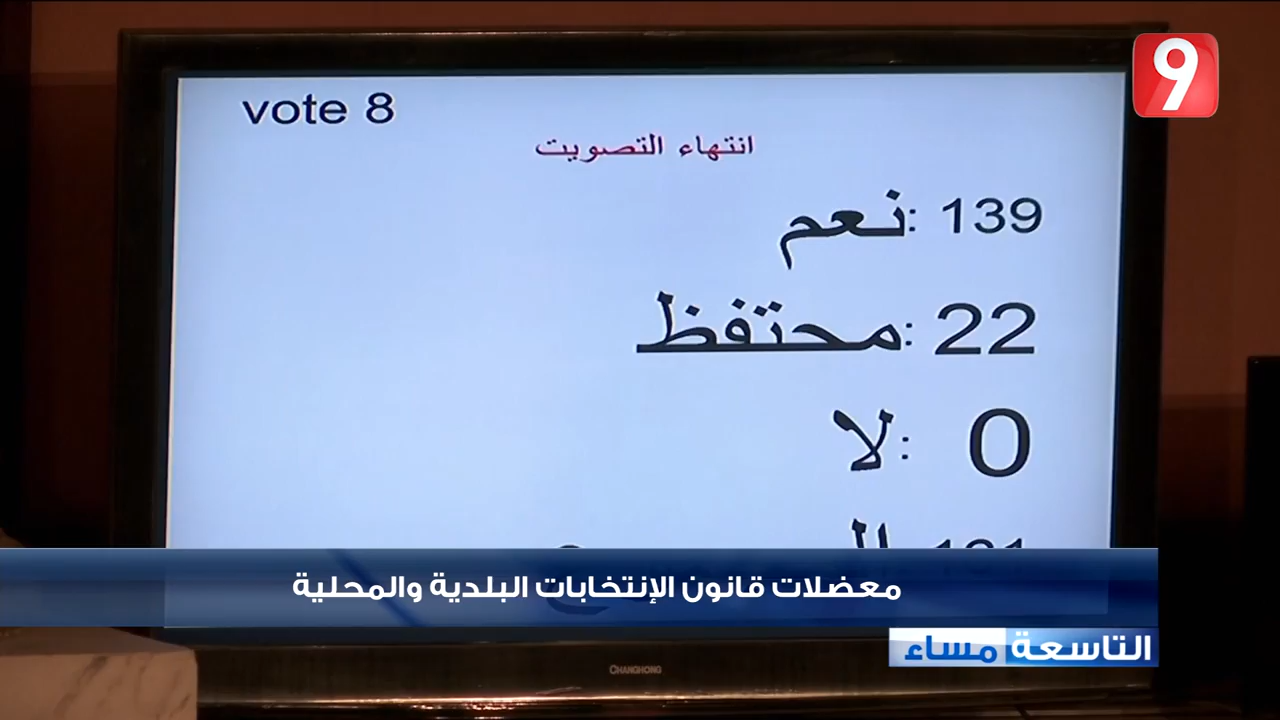 9
vote 8
انتهاء التصويت
نعم: 139
محتفظ: 22
لا: 0
معضلات قانون الإنتخابات البلدية والمحلية
التاسعة مساء
CHANGHONG